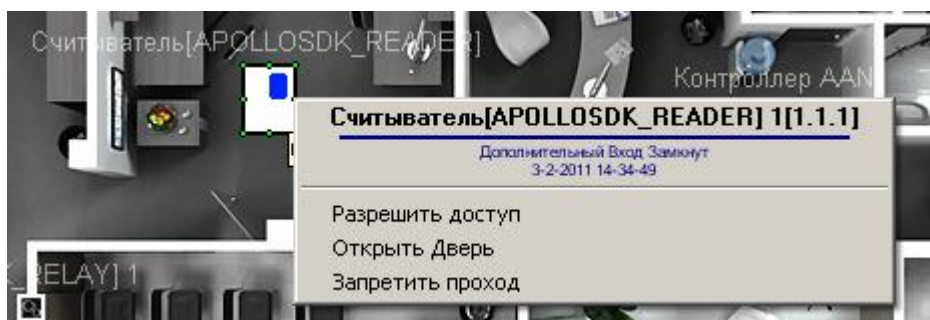 Считыватель[APOLLOSDK_READER]
Контроллер AAN
Считыватель[APOLLOSDK_READER] 1[1.1.1]
Дополнительный Вход Замкнут
3-2-2011 14-34-49
Разрешить доступ
Открыть Дверь
Запретить проход
_RELAY] 1